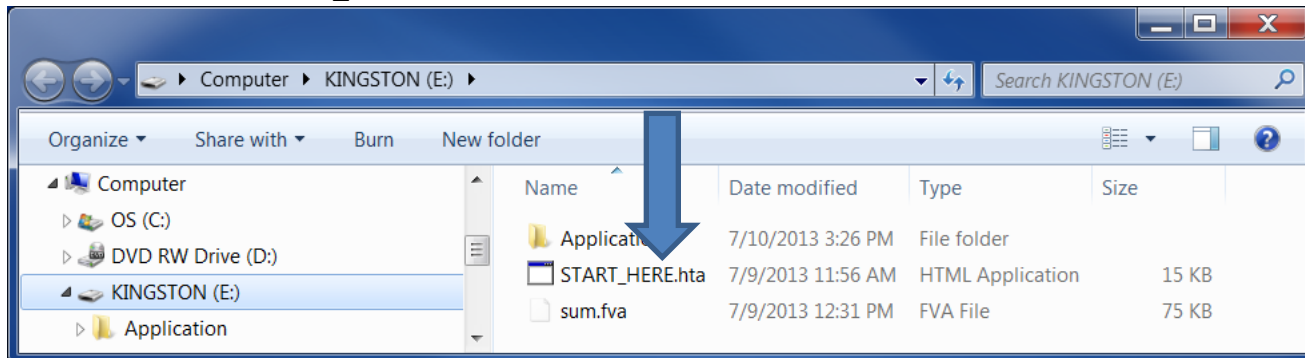 Computer KINGSTON (E:)
Search KINGSTON (E:)
Organize Share with Burn New folder
Computer
OS (C:)
DVD RW Drive (D:)
KINGSTON (E:)
Application
Name Date modified Type Size
7/10/2013 3:26 PM File folder
START_HERE.hta 7/9/2013 11:56 AM HTML Application 15 KB
sum.fva 7/9/2013 12:31 PM FVA File 75 KB